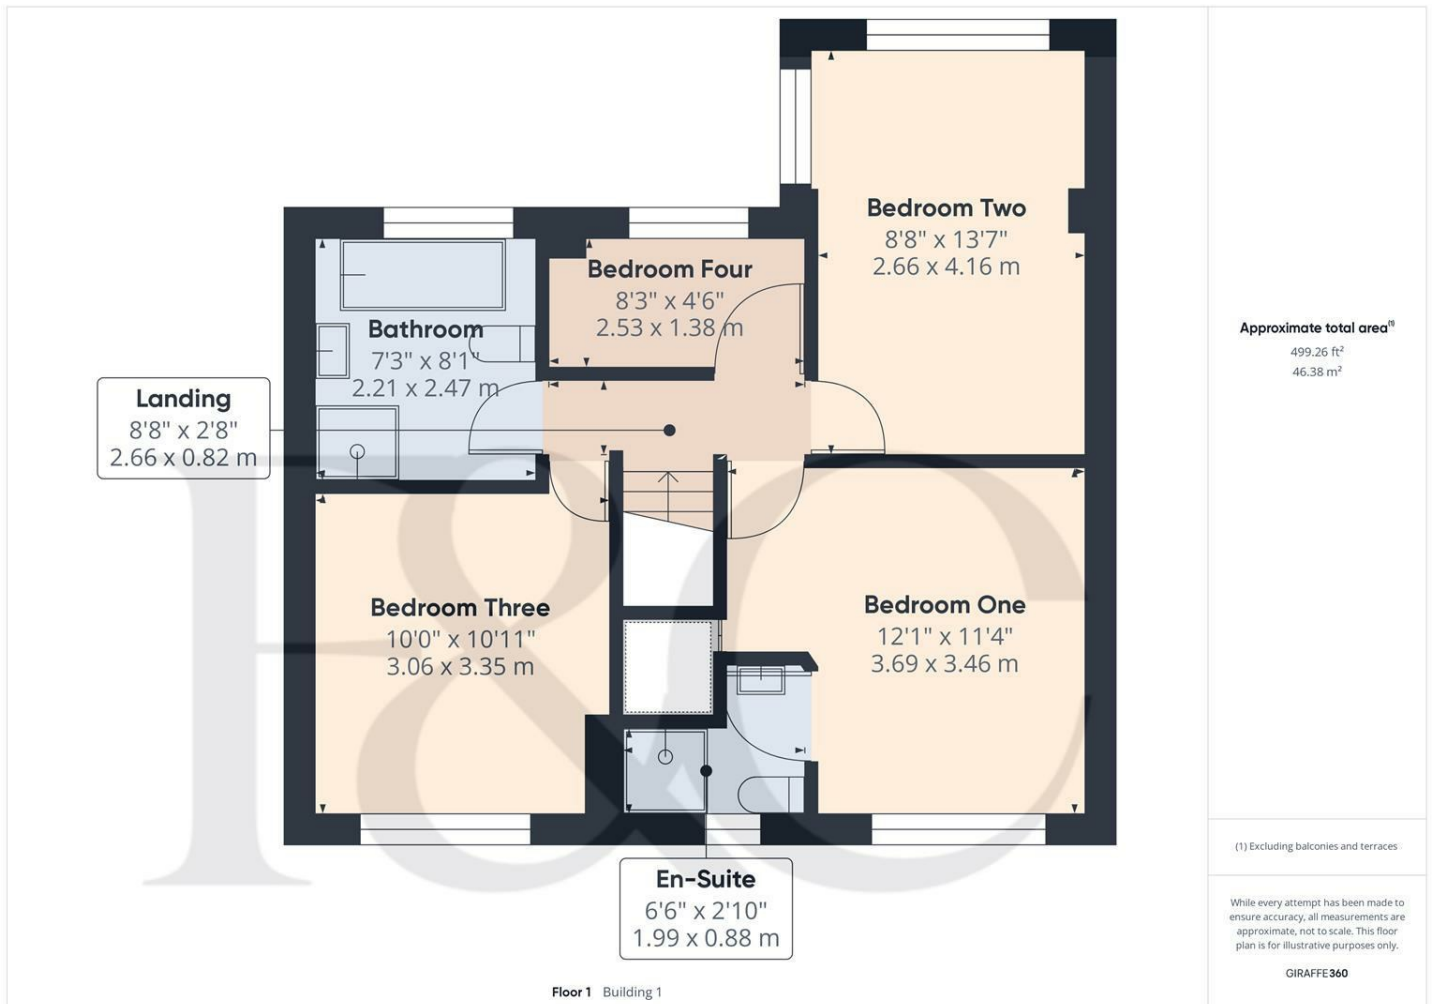 Bedroom Two
8'8" x 13'7"
2.66 x 4.16 m
Bedroom Four
8'3" x 4'6"
2.53 x 1.38 m
Bathroom
7'3" x 8'1"
2.21 x 2.47 m
Landing
8'8" x 2'8"
2.66 x 0.82 m
Bedroom Three
10'0" x 10'11"
3.06 x 3.35 m
Bedroom One
12'1" x 11'4"
3.69 x 3.46 m
En-Suite
6'6" x 2'10"
1.99 x 0.88 m
Floor 1 Building 1
F&C
Approximate total area(1)
499.26 ft²
46.38 m²
(1) Excluding balconies and terraces
While every attempt has been made to
ensure accuracy, all measurements are
approximate, not to scale. This floor
plan is for illustrative purposes only.
GIRAFFE360